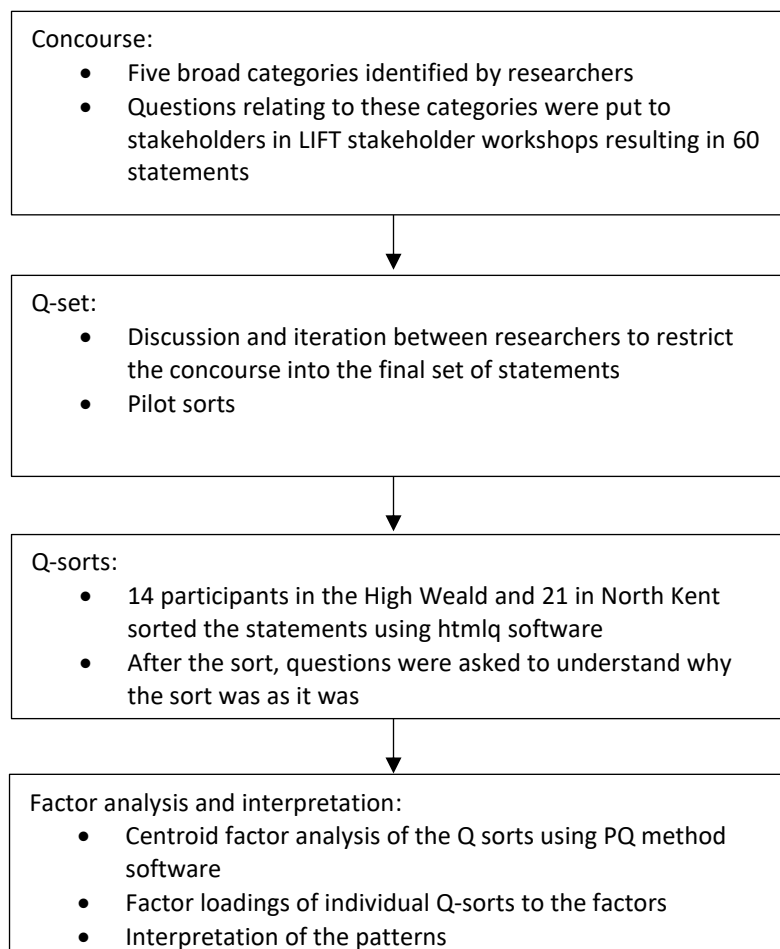 Concourse:
• Five broad categories identified by researchers
• Questions relating to these categories were put to
stakeholders in LIFT stakeholder workshops resulting in 60
statements
Q-set:
• Discussion and iteration between researchers to restrict
the concourse into the final set of statements
• Pilot sorts
Q-sorts:
• 14 participants in the High Weald and 21 in North Kent
sorted the statements using htmlq software
• After the sort, questions were asked to understand why
the sort was as it was
Factor analysis and interpretation:
• Centroid factor analysis of the Q sorts using PQ method
software
• Factor loadings of individual Q-sorts to the factors
• Interpretation of the patterns